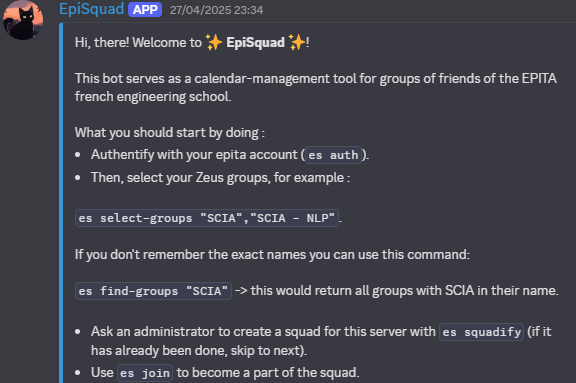 EpiSquad APP 27/04/2025 23:34
Hi, there! Welcome to ✨ EpiSquad ✨!
This bot serves as a calendar-management tool for groups of friends of the EPITA
french engineering school.
What you should start by doing :
• Authentify with your epita account (es auth).
• Then, select your Zeus groups, for example :
es select-groups "SCIA","SCIA - NLP".
If you don't remember the exact names you can use this command:
es find-groups "SCIA" -> this would return all groups with SCIA in their name.
• Ask an administrator to create a squad for this server with es squadify (if it
has already been done, skip to next).
• Use es join to become a part of the squad.